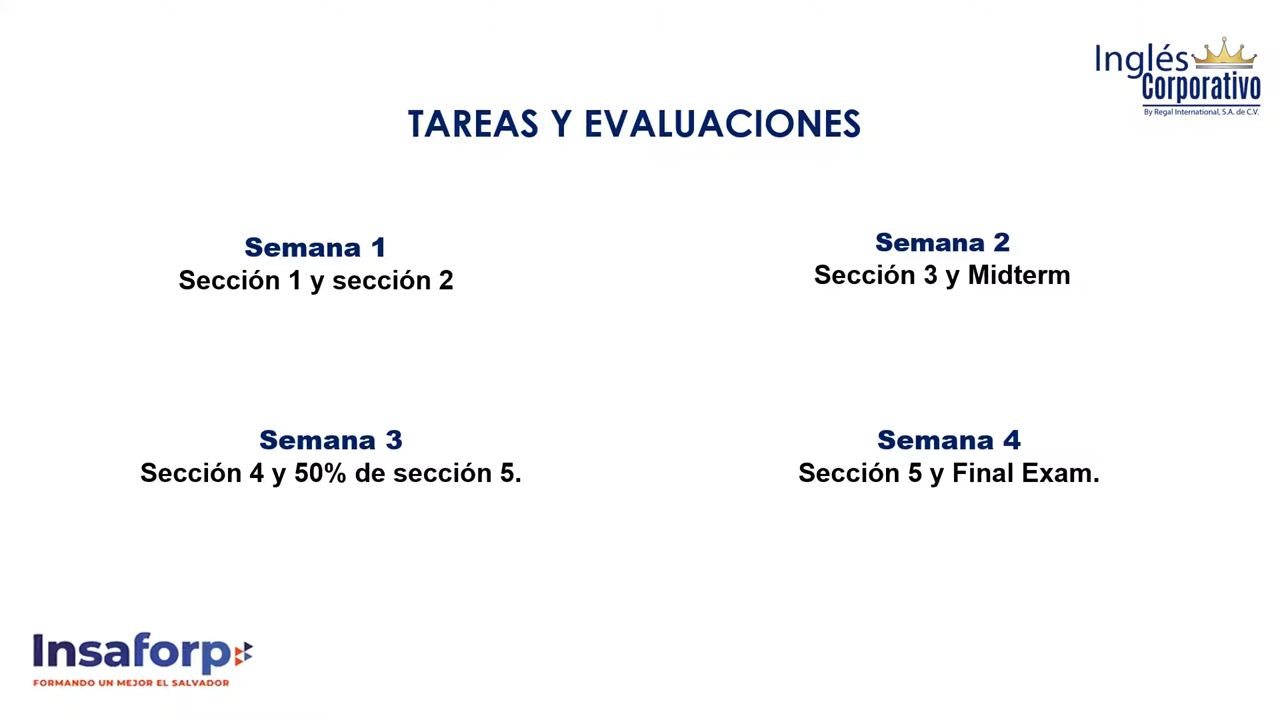 Inglés
Corporativo
By Regal International, S.A. de C.V.
TAREAS Y EVALUACIONES
Semana 1
Sección 1 y sección 2
Semana 2
Sección 3 y Midterm
Semana 3
Sección 4 y 50% de sección 5.
Semana 4
Sección 5 y Final Exam.
Insaforp
FORMANDO UN MEJOR EL SALVADOR